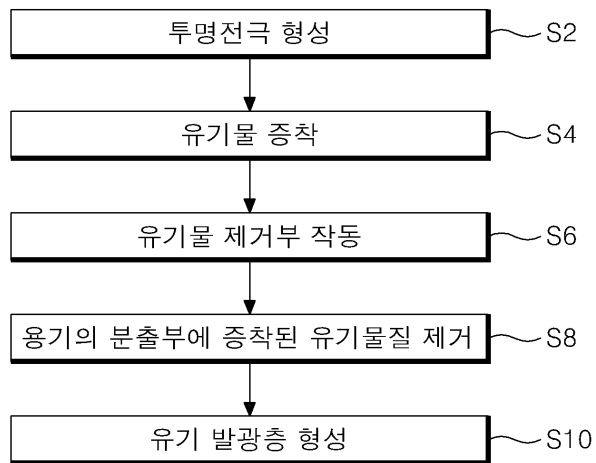 투명전극 형성 S2
유기물 증착 S4
유기물 제거부 작동 S6
용기의 분출부에 증착된 유기물질 제거 S8
유기 발광층 형성 S10